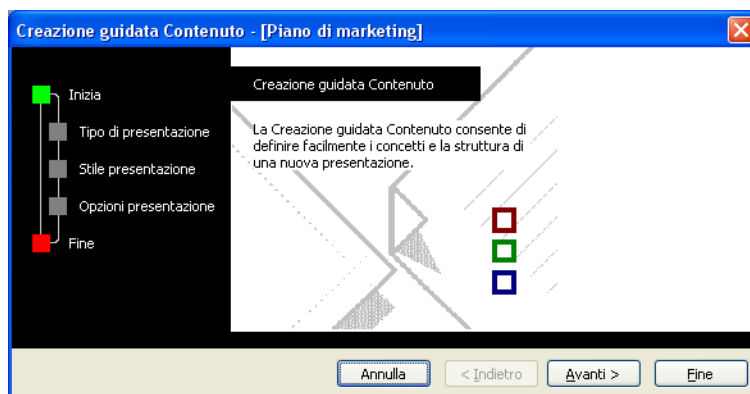 Creazione guidata Contenuto - [Piano di marketing]
Inizia
Tipo di presentazione
Stile presentazione
Opzioni presentazione
Fine
Creazione guidata Contenuto
La Creazione guidata Contenuto consente di
definire facilmente i concetti e la struttura di
una nuova presentazione.
Annulla
< Indietro
Avanti >
Fine